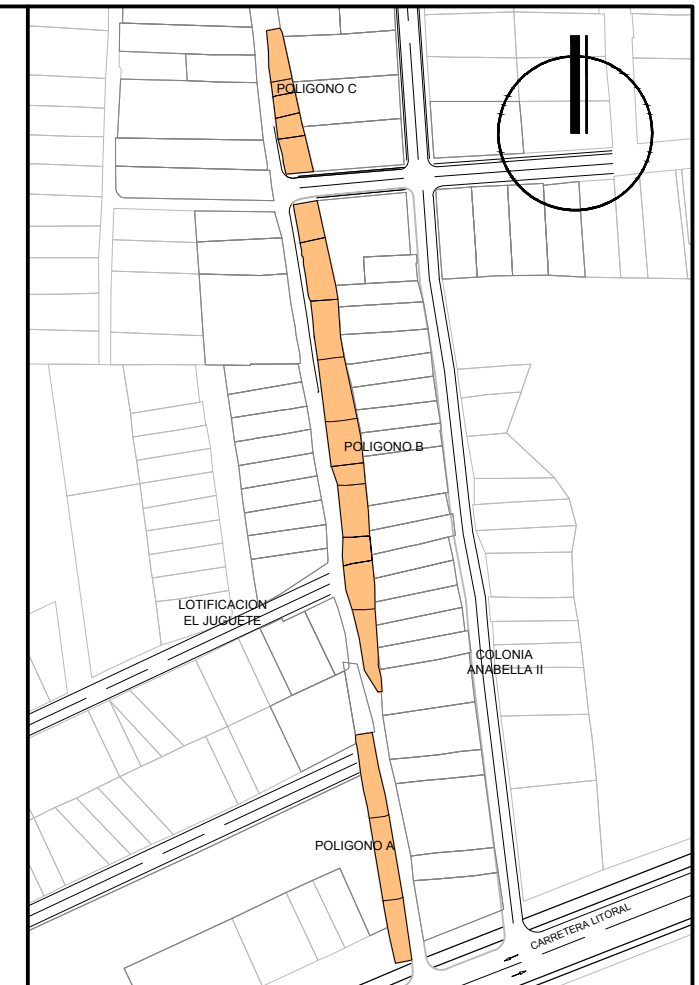 POLIGONO C
POLIGONO B
LOTIFICACION
EL JUGUETE
COLONIA
ANABELLA II
POLIGONO A
CARRETERA LITORAL